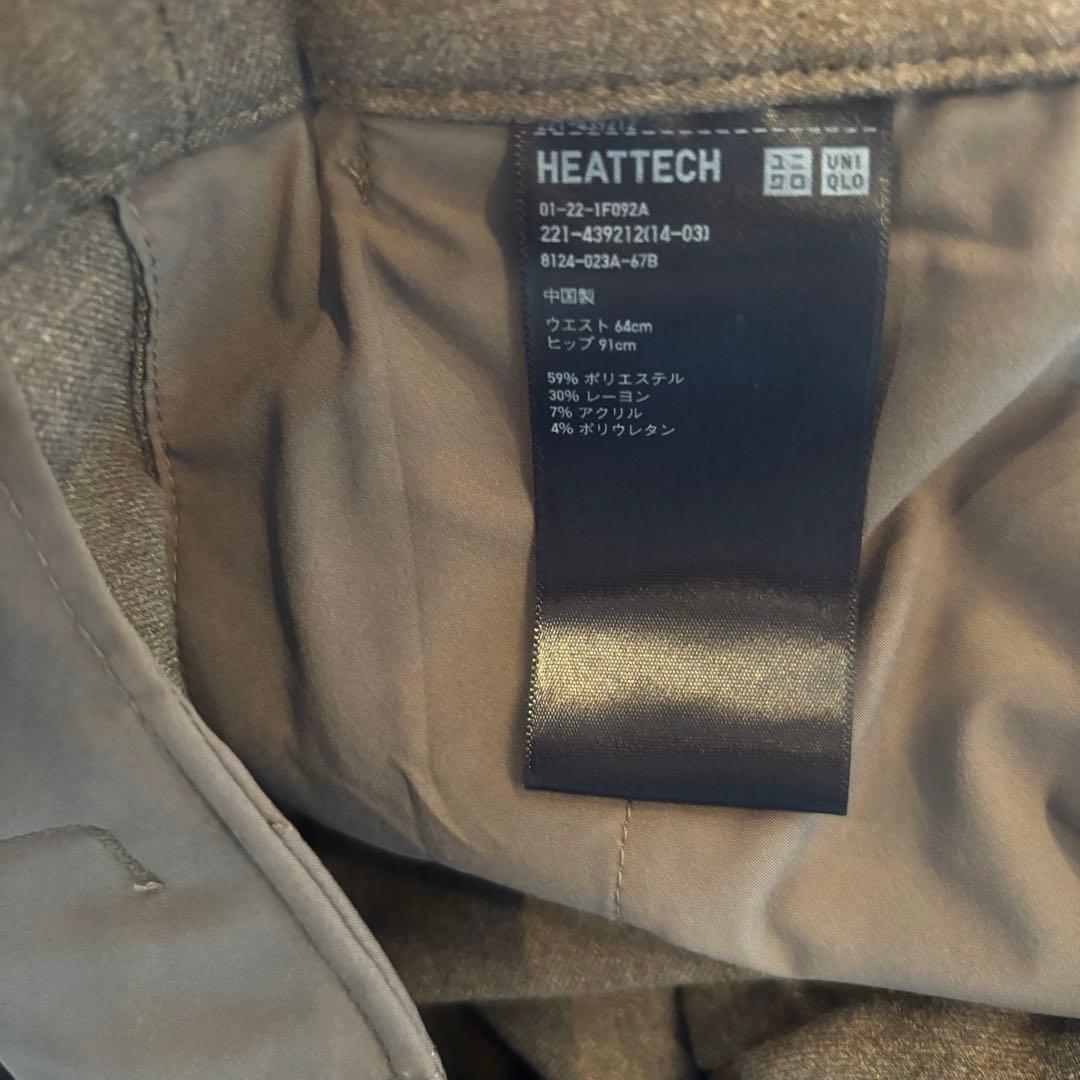 221-439212
HEATTECH
ユニクロ
UNIQLO
01-22-1F092A
221-439212(14-03)
8124-023A-67B
中国製
ウエスト 64cm
ヒップ 91cm
59% ポリエステル
30% レーヨン
7% アクリル
4% ポリウレタン